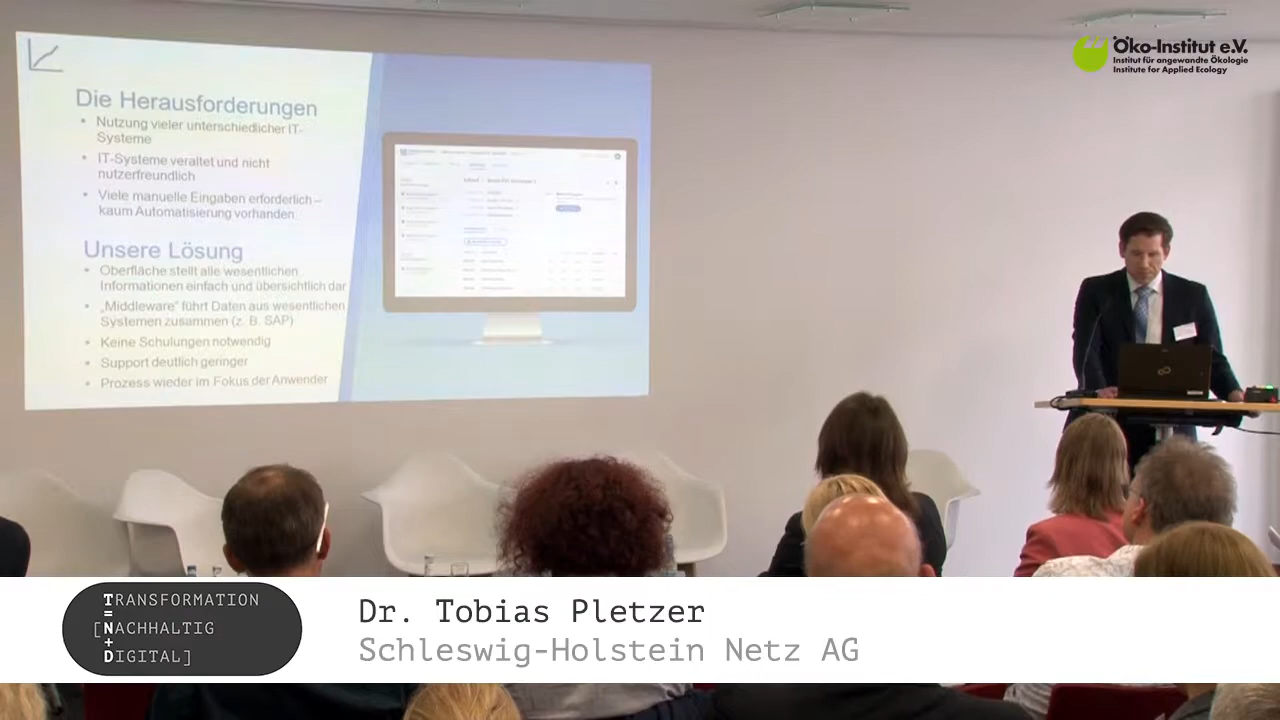 Die Herausforderungen
• Nutzung vieler unterschiedlicher IT-
Systeme
• IT-Systeme veraltet und nicht
nutzerfreundlich
• Viele manuelle Eingaben erforderlich –
kaum Automatisierung vorhanden
Unsere Lösung
• Oberfläche stellt alle wesentlichen
Informationen einfach und übersichtlich dar
• „Middleware“ führt Daten aus wesentlichen
Systemen zusammen (z. B. SAP)
• Keine Schulungen notwendig
• Support deutlich geringer
• Prozess wieder im Fokus der Anwender
Öko-Institut e.V.
Institut für angewandte Ökologie
Institute for Applied Ecology
TRANSFORMATION
=
[NACHHALTIG
+
DIGITAL]
Dr. Tobias Pletzer
Schleswig-Holstein Netz AG